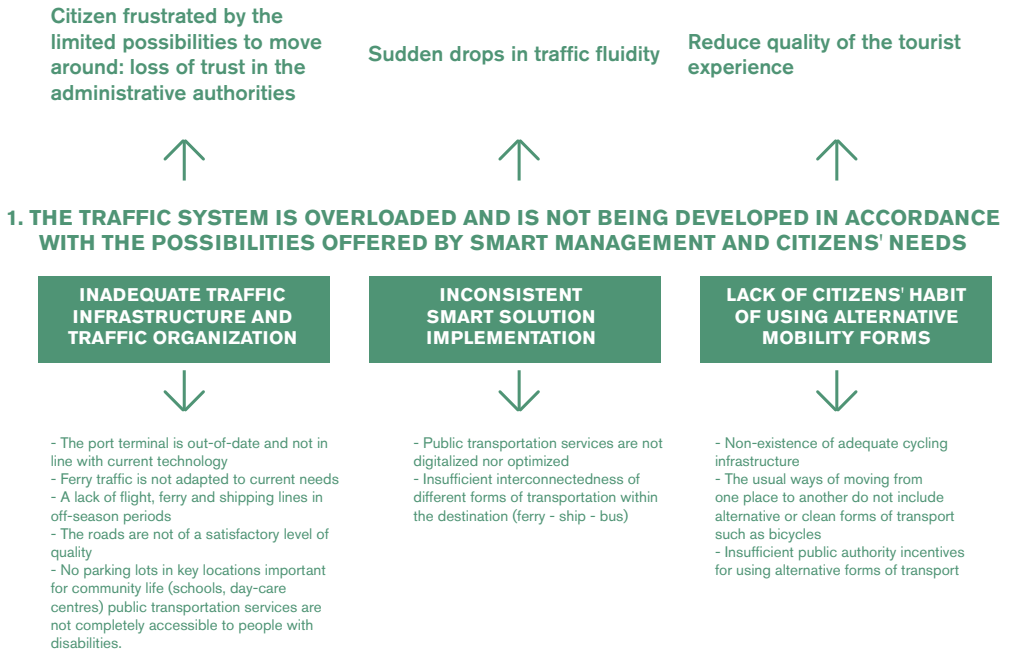 Citizen frustrated by the
limited possibilities to move
around: loss of trust in the
administrative authorities
Sudden drops in traffic fluidity
Reduce quality of the tourist
experience
1. THE TRAFFIC SYSTEM IS OVERLOADED AND IS NOT BEING DEVELOPED IN ACCORDANCE
WITH THE POSSIBILITIES OFFERED BY SMART MANAGEMENT AND CITIZENS' NEEDS
INADEQUATE TRAFFIC
INFRASTRUCTURE AND
TRAFFIC ORGANIZATION
INCONSISTENT
SMART SOLUTION
IMPLEMENTATION
LACK OF CITIZENS' HABIT
OF USING ALTERNATIVE
MOBILITY FORMS
- The port terminal is out-of-date and not in
line with current technology
- Ferry traffic is not adapted to current needs
- A lack of flight, ferry and shipping lines in
off-season periods
- The roads are not of a satisfactory level of
quality
- No parking lots in key locations important
for community life (schools, day-care
centres) public transportation services are
not completely accessible to people with
disabilities.
- Public transportation services are not
digitalized nor optimized
- Insufficient interconnectedness of
different forms of transportation within
the destination (ferry - ship - bus)
- Non-existence of adequate cycling
infrastructure
- The usual ways of moving from
one place to another do not include
alternative or clean forms of transport
such as bicycles
- Insufficient public authority incentives
for using alternative forms of transport